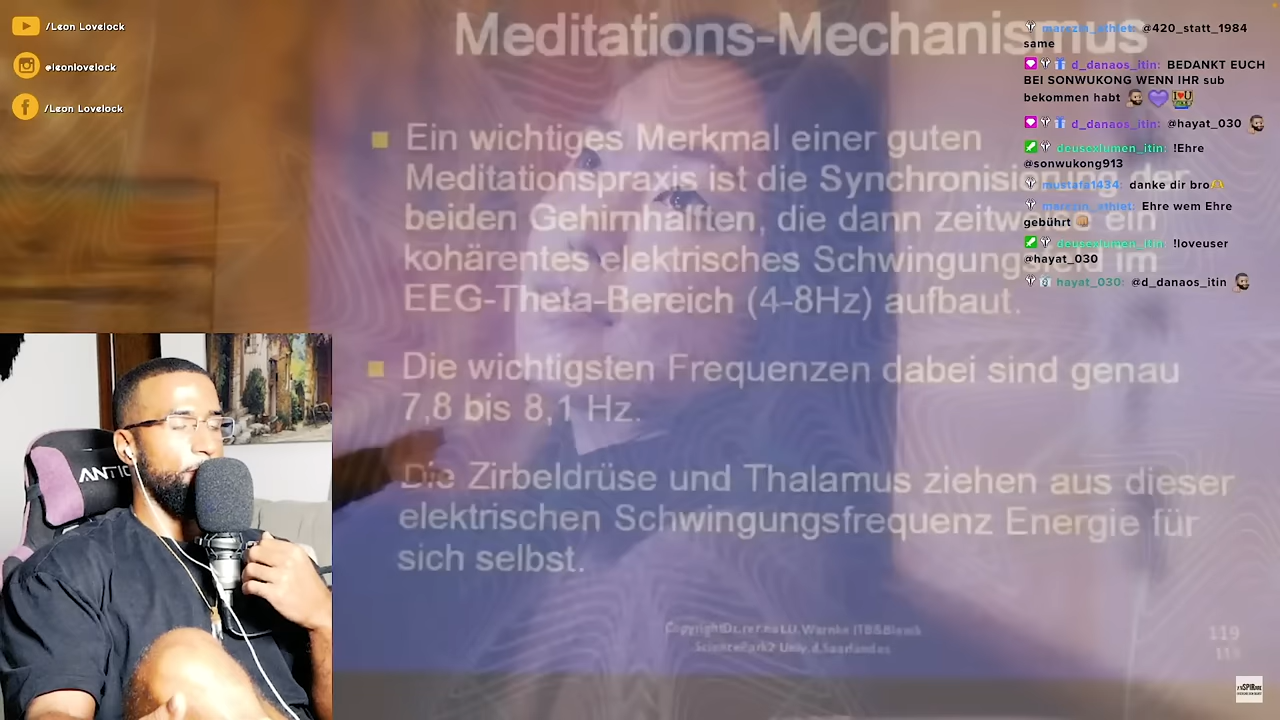 /Leon Lovelock
@leonlovelock
/Leon Lovelock
Meditations-Mechanismus
Ein wichtiges Merkmal einer guten
Meditationspraxis ist die Synchronisierung der
beiden Gehirnhälften, die dann zeitweise ein
kohärentes elektrisches Schwingungsfeld im
EEG-Theta-Bereich (4-8Hz) aufbaut.
Die wichtigsten Frequenzen dabei sind genau
7,8 bis 8,1 Hz.
Die Zirbeldrüse und Thalamus ziehen aus dieser
elektrischen Schwingungsfrequenz Energie für
sich selbst.
119
@420_statt_1984
same
d_danaos_itin: BEDANKT EUCH
BEI SONWUKONG WENN IHR sub
bekommen habt
d_danaos_itin: @hayat_030
deusexlumen_itin: !Ehre
@sonwukong913
mustafa1434: danke dir bro
Ehre wem Ehre
gebührt
deusexlumen_itin: !loveuser
@hayat_030
hayat_030: @d_danaos_itin
ANTIC